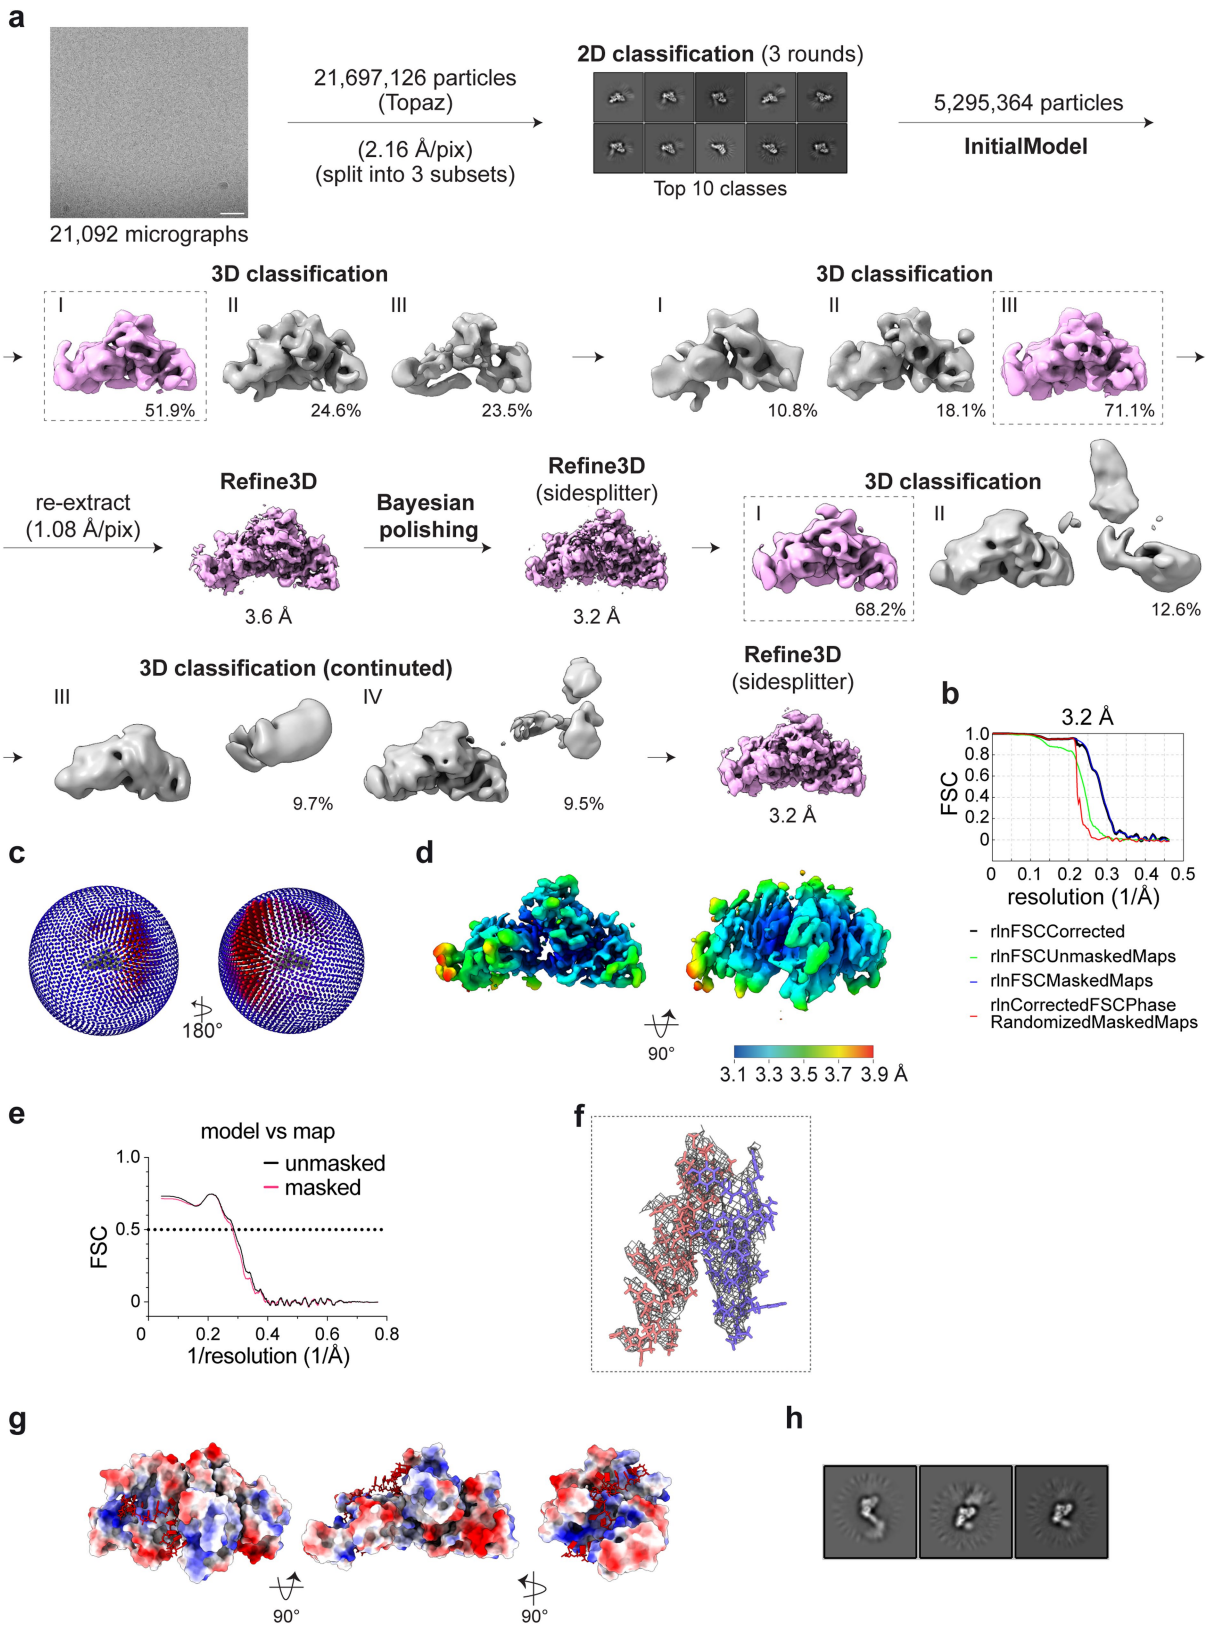 a
21,697,126 particles
(Topaz)
(2.16 Å/pix)
(split into 3 subsets)
2D classification (3 rounds)
Top 10 classes
5,295,364 particles
InitialModel
21,092 micrographs
3D classification
I
II
III
51.9%
24.6%
23.5%
3D classification
I
II
III
10.8%
18.1%
71.1%
re-extract
(1.08 Å/pix)
Refine3D
3.6 Å
Bayesian
polishing
Refine3D
(sidesplitter)
3.2 Å
3D classification
I
II
68.2%
12.6%
3D classification (continuted)
III
IV
9.7%
9.5%
Refine3D
(sidesplitter)
3.2 Å
b
3.2 Å
1.0
0.8
0.6
0.4
0.2
0
FSC
0 0.1 0.2 0.3 0.4 0.5
resolution (1/Å)
rlnFSCCorrected
rlnFSCUnmaskedMaps
rlnFSCMaskedMaps
rlnCorrectedFSCPhase
RandomizedMaskedMaps
c
180°
d
90°
3.1 3.3 3.5 3.7 3.9 Å
e
model vs map
unmasked
masked
1.0
0.5
0
FSC
0 0.2 0.4 0.6 0.8
1/resolution (1/Å)
f
g
90°
90°
h